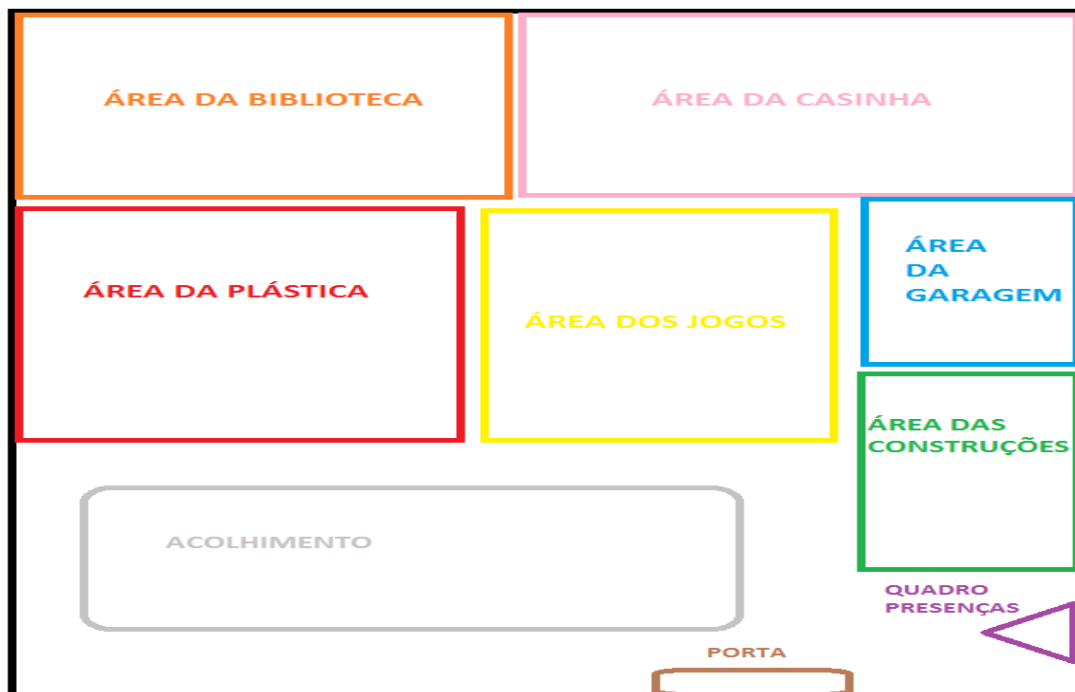 ÁREA DA BIBLIOTECA
ÁREA DA CASINHA
ÁREA DA PLÁSTICA
ÁREA DOS JOGOS
ÁREA
DA
GARAGEM
ÁREA DAS
CONSTRUÇÕES
ACOLHIMENTO
QUADRO
PRESENÇAS
PORTA